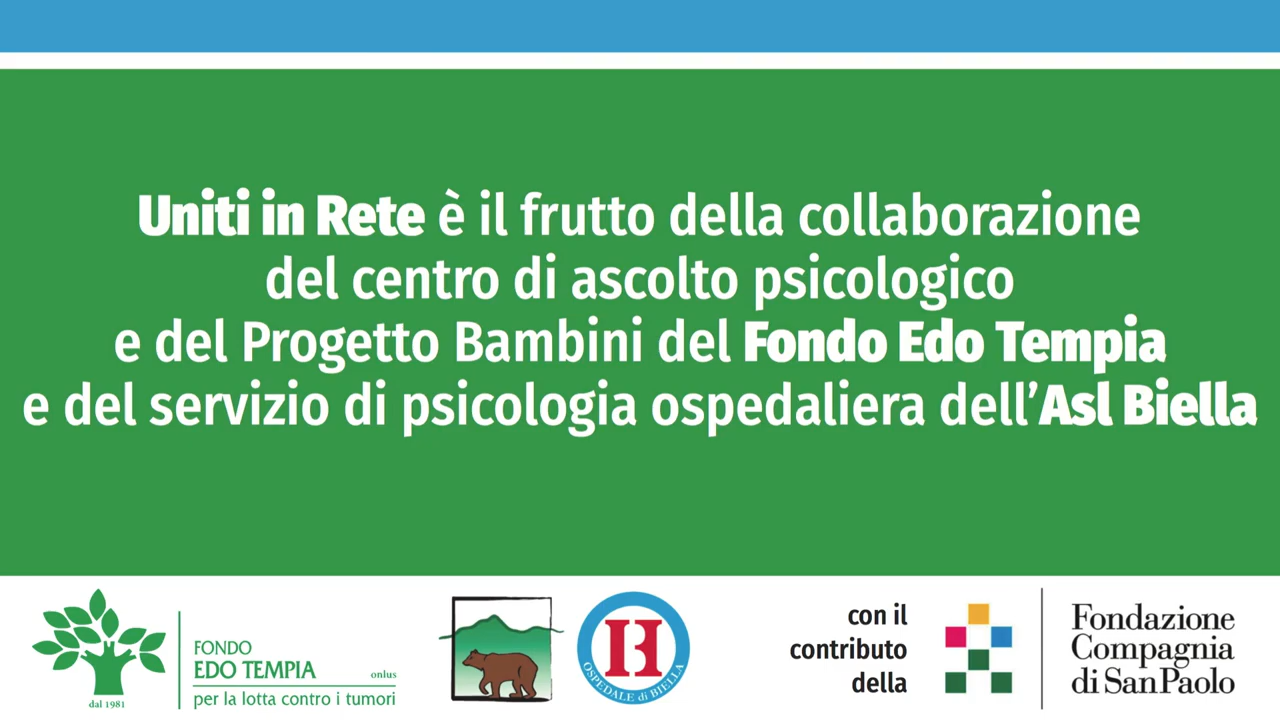 Uniti in Rete è il frutto della collaborazione
del centro di ascolto psicologico
e del Progetto Bambini del Fondo Edo Tempia
e del servizio di psicologia ospedaliera dell’Asl Biella
dal 1981
FONDO
EDO TEMPIA onlus
per la lotta contro i tumori
H
OSPEDALE di BIELLA
con il
contributo
della
Fondazione
Compagnia
di San Paolo